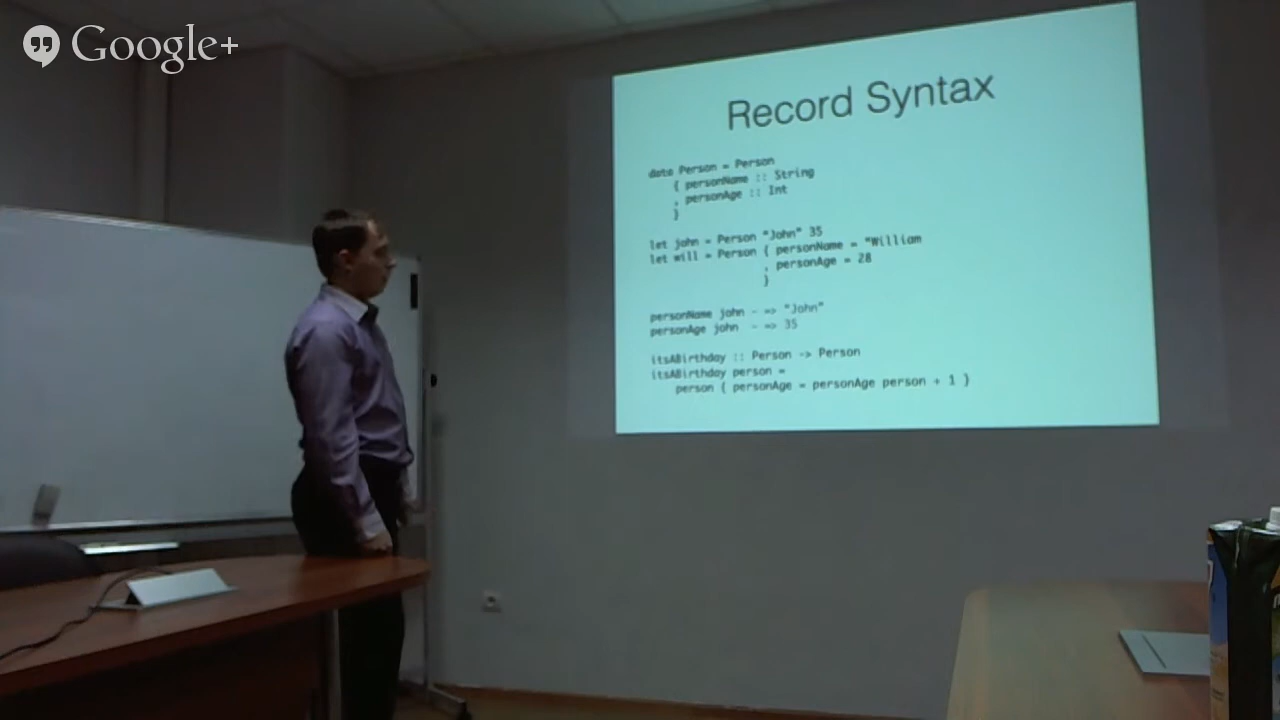 Google+
Record Syntax
data Person = Person
{ personName :: String
, personAge :: Int
}
let john = Person "John" 35
let will = Person { personName = "William
, personAge = 28
}
personName john - => "John"
personAge john - => 35
itsABirthday :: Person -> Person
itsABirthday person =
person { personAge = personAge person + 1 }